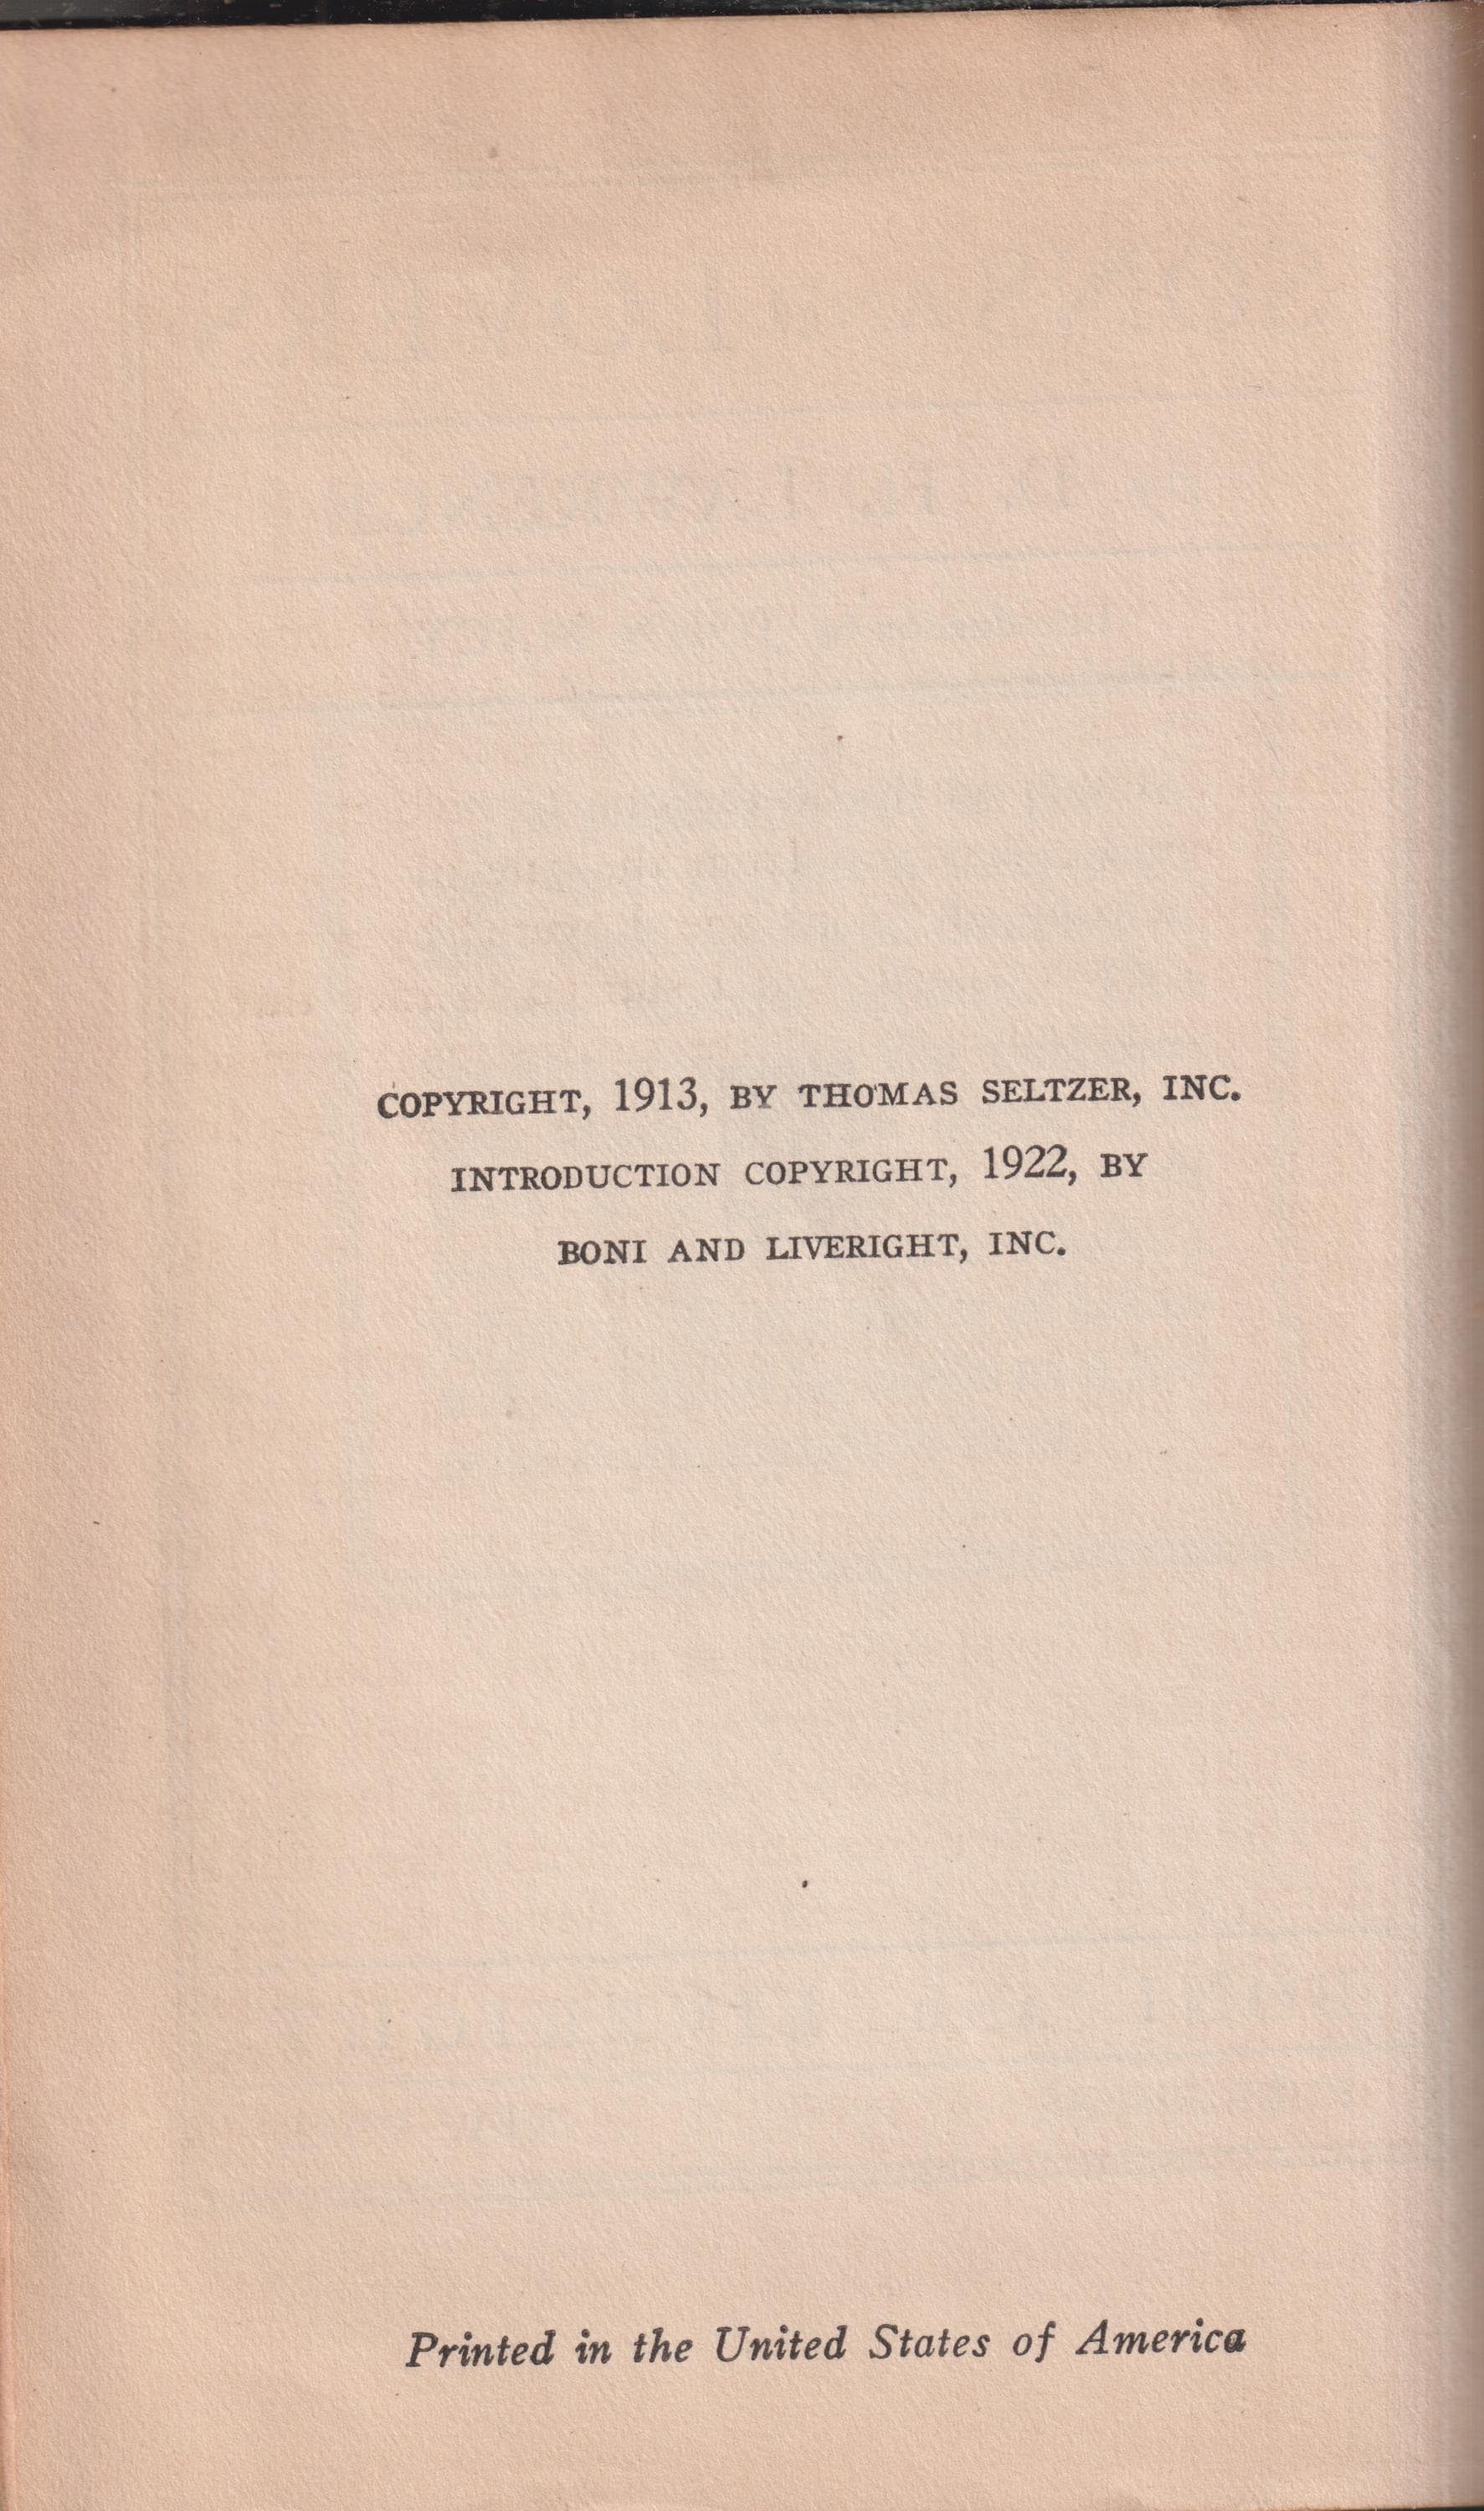 COPYRIGHT, 1913, BY THOMAS SELTZER, INC.
INTRODUCTION COPYRIGHT, 1922, BY
BONI AND LIVERIGHT, INC.
Printed in the United States of America